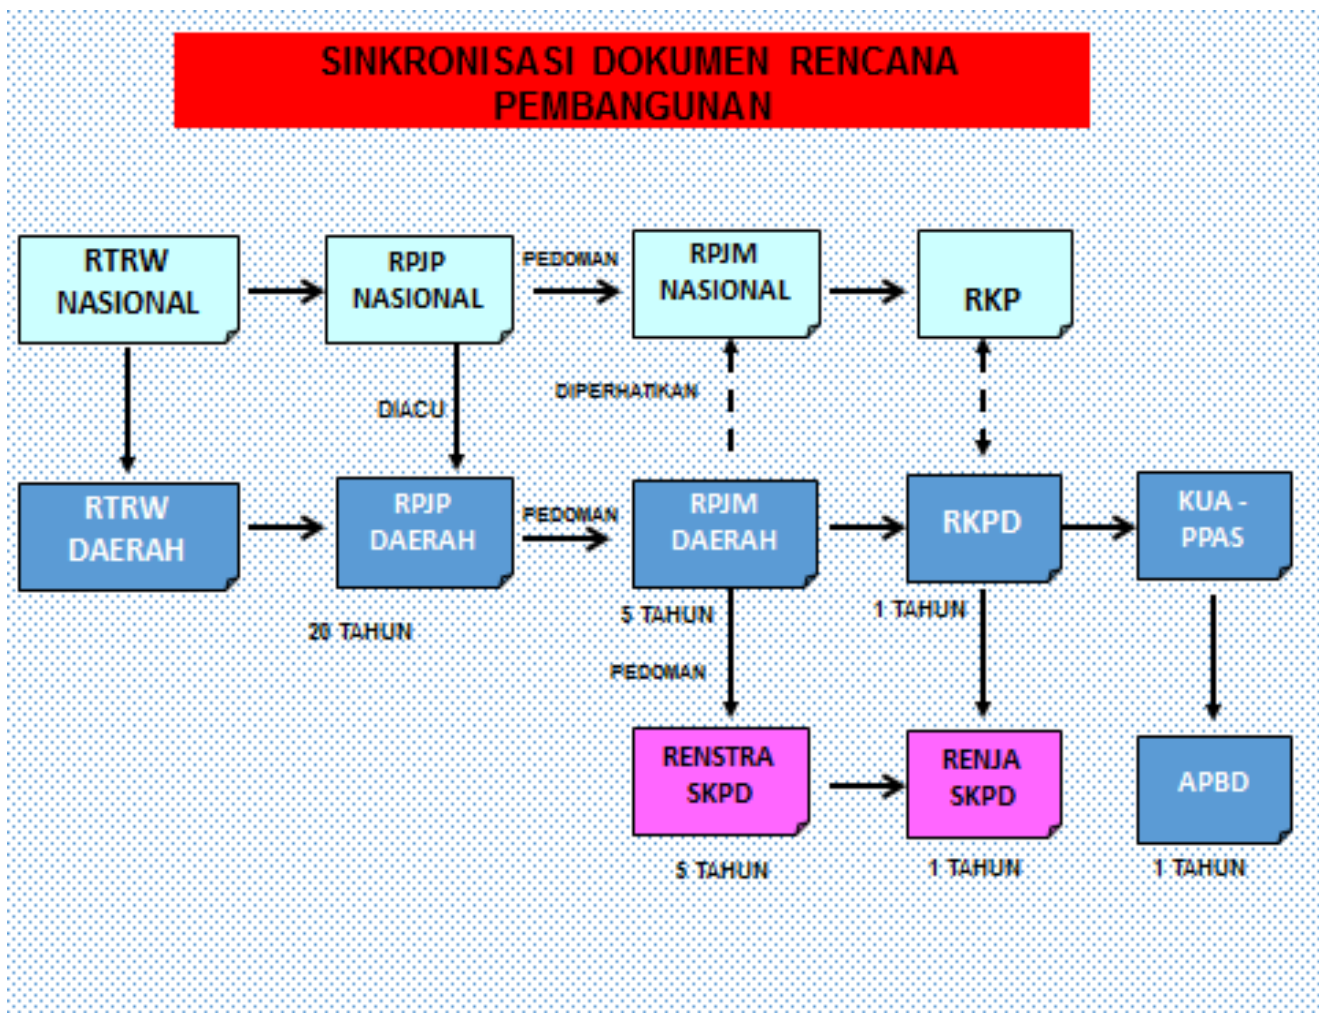 SINKRONISASI DOKUMEN RENCANA
PEMBANGUNAN
RTRW
NASIONAL
RPJP
NASIONAL
PEDOMAN
RPJM
NASIONAL
RKP
DIACU
DIPERHATIKAN
RTRW
DAERAH
RPJP
DAERAH
PEDOMAN
RPJM
DAERAH
RKPD
KUA -
PPAS
20 TAHUN
5 TAHUN
1 TAHUN
PEDOMAN
RENSTRA
SKPD
RENJA
SKPD
APBD
5 TAHUN
1 TAHUN
1 TAHUN